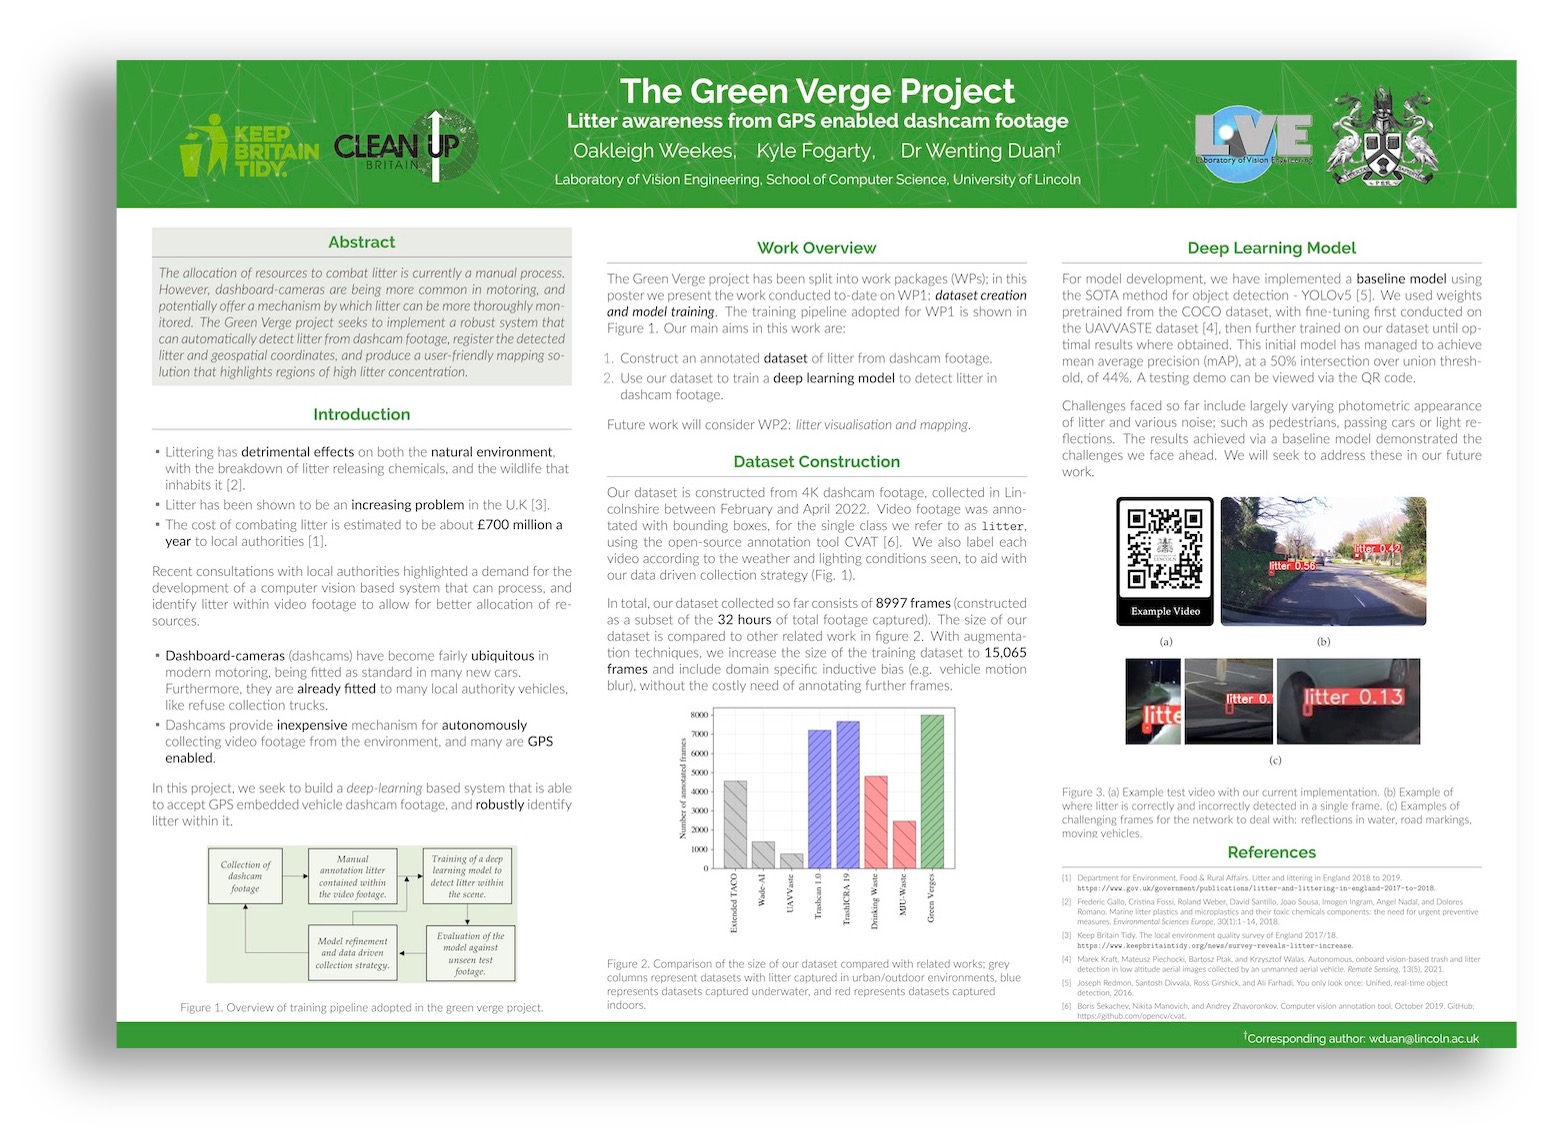 The Green Verge Project
Litter awareness from GPS enabled dashcam footage
Oakleigh Weekes, Kyle Fogarty, Dr Wenting Duan†
Laboratory of Vision Engineering, School of Computer Science, University of Lincoln
KEEP
BRITAIN
TIDY.
CLEAN UP
BRITAIN
LiVE
Laboratory of Vision Engineering
Abstract
The allocation of resources to combat litter is currently a manual process.
However, dashboard-cameras are being more common in motoring, and
potentially offer a mechanism by which litter can be more thoroughly mon-
itored. The Green Verge project seeks to implement a robust system that
can automatically detect litter from dashcam footage, register the detected
litter and geospatial coordinates, and produce a user-friendly mapping so-
lution that highlights regions of high litter concentration.
Introduction
▪ Littering has detrimental effects on both the natural environment,
with the breakdown of litter releasing chemicals, and the wildlife that
inhabits it [2].
▪ Litter has been shown to be an increasing problem in the U.K [3].
▪ The cost of combating litter is estimated to be about £700 million a
year to local authorities [1].
Recent consultations with local authorities highlighted a demand for the
development of a computer vision based system that can process, and
identify litter within video footage to allow for better allocation of re-
sources.
▪ Dashboard-cameras (dashcams) have become fairly ubiquitous in
modern motoring, being fitted as standard in many new cars.
Furthermore, they are already fitted to many local authority vehicles,
like refuse collection trucks.
▪ Dashcams provide inexpensive mechanism for autonomously
collecting video footage from the environment, and many are GPS
enabled.
In this project, we seek to build a deep-learning based system that is able
to accept GPS embedded vehicle dashcam footage, and robustly identify
litter within it.
Collection of
dashcam
footage
Manual
annotation litter
contained within
the video footage.
Training of a deep
learning model to
detect litter within
the scene.
Model refinement
and data driven
collection strategy.
Evaluation of the
model against
unseen test
footage.
Figure 1. Overview of training pipeline adopted in the green verge project.
Work Overview
The Green Verge project has been split into work packages (WPs); in this
poster we present the work conducted to-date on WP1: dataset creation
and model training. The training pipeline adopted for WP1 is shown in
Figure 1. Our main aims in this work are:
1. Construct an annotated dataset of litter from dashcam footage.
2. Use our dataset to train a deep learning model to detect litter in
dashcam footage.
Future work will consider WP2: litter visualisation and mapping.
Dataset Construction
Our dataset is constructed from 4K dashcam footage, collected in Lin-
colnshire between February and April 2022. Video footage was anno-
tated with bounding boxes, for the single class we refer to as litter,
using the open-source annotation tool CVAT [6]. We also label each
video according to the weather and lighting conditions seen, to aid with
our data driven collection strategy (Fig. 1).
In total, our dataset collected so far consists of 8997 frames (constructed
as a subset of the 32 hours of total footage captured). The size of our
dataset is compared to other related work in figure 2. With augmenta-
tion techniques, we increase the size of the training dataset to 15,065
frames and include domain specific inductive bias (e.g. vehicle motion
blur), without the costly need of annotating further frames.
Number of annotated frames
8000
7000
6000
5000
4000
3000
2000
1000
0
Extended TACO
Wade-AI
UAVVaste
Trashcan 1.0
TrashICRA 19
Drinking Waste
MJU-Waste
Green Verges
Figure 2. Comparison of the size of our dataset compared with related works; grey
columns represent datasets with litter captured in urban/outdoor environments, blue
represents datasets captured underwater, and red represents datasets captured
indoors.
Deep Learning Model
For model development, we have implemented a baseline model using
the SOTA method for object detection - YOLOv5 [5]. We used weights
pretrained from the COCO dataset, with fine-tuning first conducted on
the UAVVASTE dataset [4], then further trained on our dataset until op-
timal results where obtained. This initial model has managed to achieve
mean average precision (mAP), at a 50% intersection over union thresh-
old, of 44%. A testing demo can be viewed via the QR code.
Challenges faced so far include largely varying photometric appearance
of litter and various noise; such as pedestrians, passing cars or light re-
flections. The results achieved via a baseline model demonstrated the
challenges we face ahead. We will seek to address these in our future
work.
Example Video
litter 0.56
litter 0.42
(a)
(b)
litte
litter 0.1
litter 0.13
(c)
Figure 3. (a) Example test video with our current implementation. (b) Example of
where litter is correctly and incorrectly detected in a single frame. (c) Examples of
challenging frames for the network to deal with: reflections in water, road markings,
moving vehicles.
References
[1] Department for Environment, Food & Rural Affairs. Litter and littering in England 2018 to 2019.
https://www.gov.uk/government/publications/litter-and-littering-in-england-2017-to-2018.
[2] Frederic Gallo, Cristina Fossi, Roland Weber, David Santillo, Joao Sousa, Imogen Ingram, Angel Nadal, and Dolores
Romano. Marine litter plastics and microplastics and their toxic chemicals components: the need for urgent preventive
measures. Environmental Sciences Europe, 30(1):1–14, 2018.
[3] Keep Britain Tidy. The local environment quality survey of England 2017/18.
https://www.keepbritaintidy.org/news/survey-reveals-litter-increase.
[4] Marek Kraft, Mateusz Piechocki, Bartosz Ptak, and Krzysztof Walas. Autonomous, onboard vision-based trash and litter
detection in low altitude aerial images collected by an unmanned aerial vehicle. Remote Sensing, 13(5), 2021.
[5] Joseph Redmon, Santosh Divvala, Ross Girshick, and Ali Farhadi. You only look once: Unified, real-time object
detection, 2016.
[6] Boris Sekachev, Nikita Manovich, and Andrey Zhavoronkov. Computer vision annotation tool, October 2019. GitHub:
https://github.com/opencv/cvat.
†Corresponding author: wduan@lincoln.ac.uk